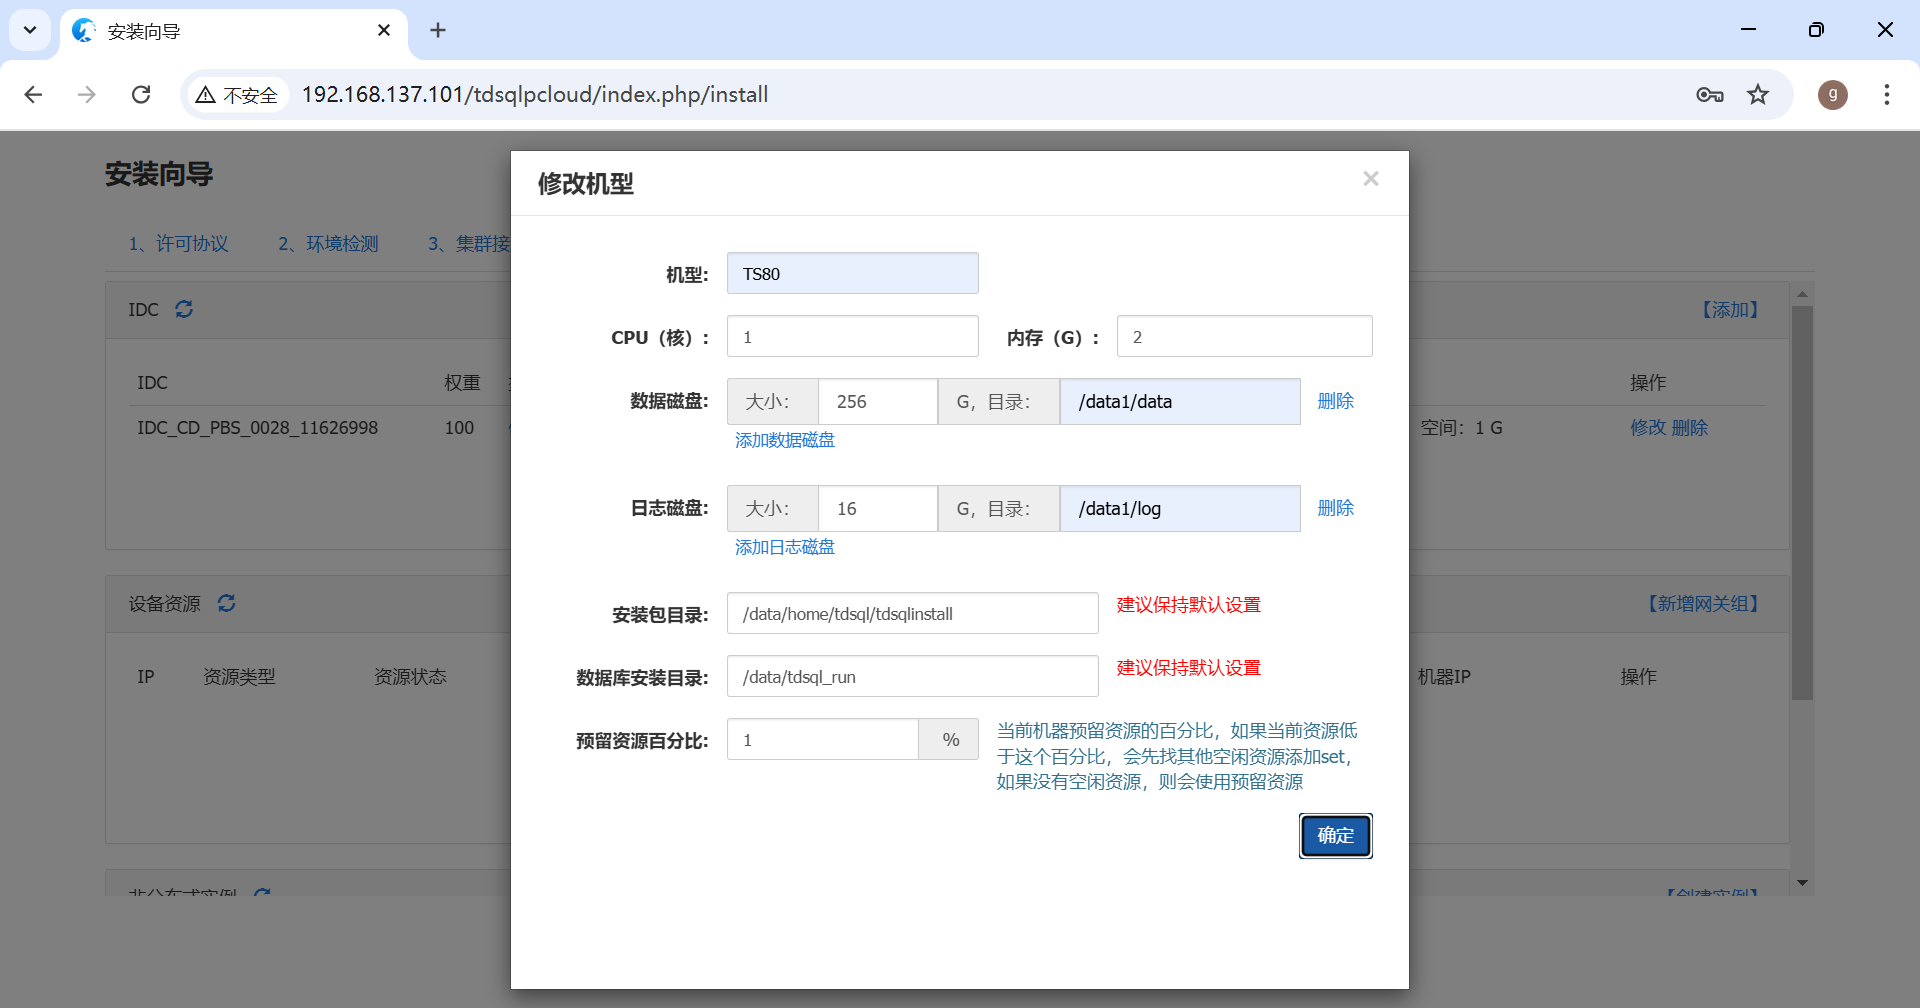 安装向导
不安全
192.168.137.101/tdsqlpcloud/index.php/install
g
安装向导
1、许可协议
2、环境检测
3、集群接
IDC
【添加】
IDC
权重
操作
IDC_CD_PBS_0028_11626998
100
空间：1 G
修改 删除
设备资源
【新增网关组】
IP
资源类型
资源状态
机器IP
操作
非分布式实例
【创建实例】
修改机型
×
机型:
TS80
CPU（核）:
1
内存（G）:
2
数据磁盘:
大小：
256
G，目录：
/data1/data
删除
添加数据磁盘
日志磁盘:
大小：
16
G，目录：
/data1/log
删除
添加日志磁盘
安装包目录:
/data/home/tdsql/tdsqlinstall
建议保持默认设置
数据库安装目录:
/data/tdsql_run
建议保持默认设置
预留资源百分比:
1
%
当前机器预留资源的百分比，如果当前资源低
于这个百分比，会先找其他空闲资源添加set，
如果没有空闲资源，则会使用预留资源
确定